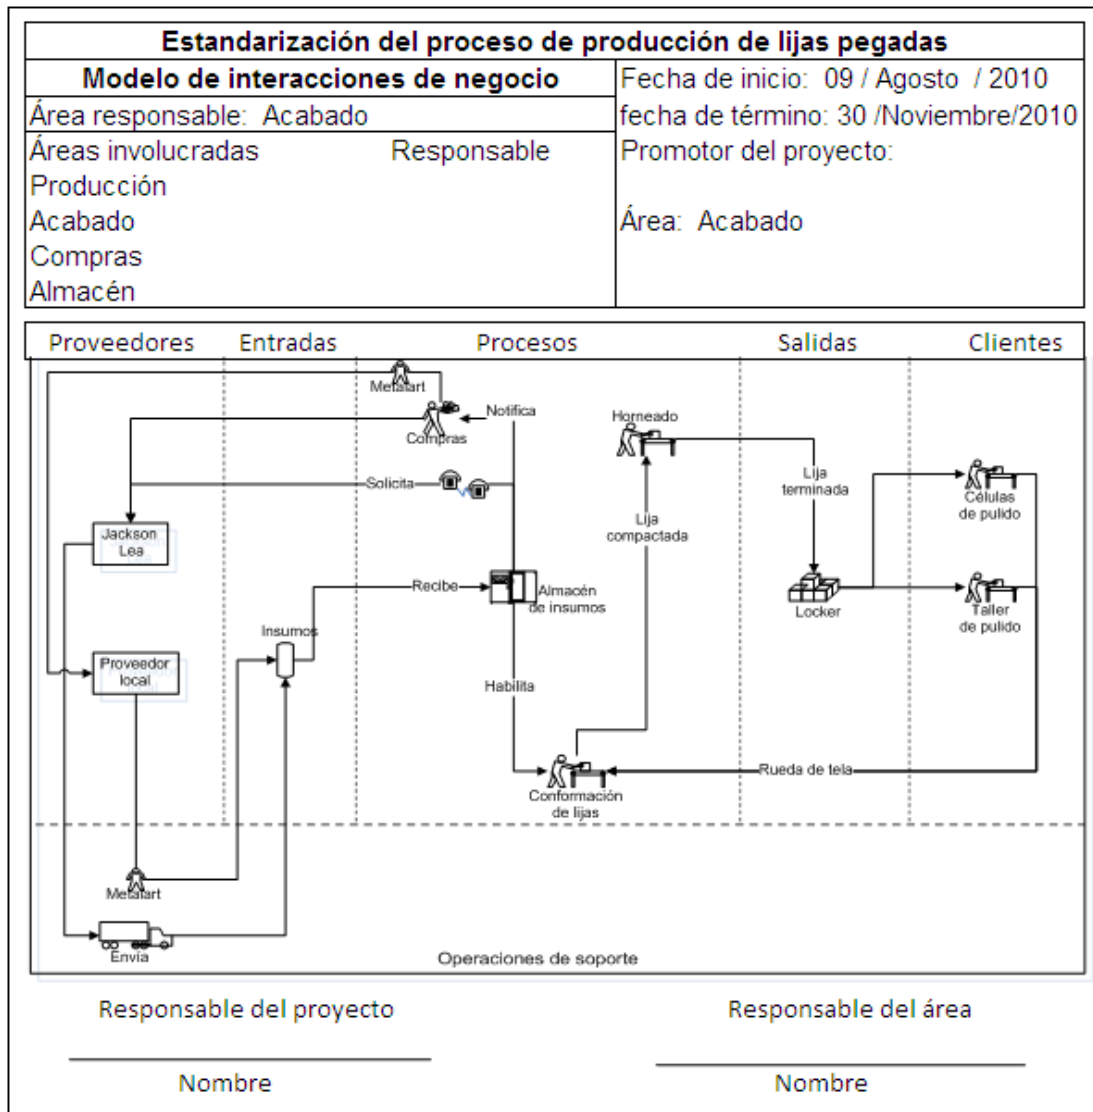 Estandarización del proceso de producción de lijas pegadas
Modelo de interacciones de negocio
Fecha de inicio: 09 / Agosto / 2010
Área responsable: Acabado
fecha de término: 30 /Noviembre/2010
Áreas involucradas Responsable
Promotor del proyecto:
Producción
Acabado
Área: Acabado
Compras
Almacén
Proveedores Entradas Procesos Salidas Clientes
Metalart
Notifica
Compras
Horneado
Solicita
Lija
terminada
Células
de pulido
Jackson
Lea
Lija
compactada
Recibe
Almacén
de insumos
Locker
Taller
de pulido
Insumos
Proveedor
local
Habilita
Rueda de tela
Conformación
de lijas
Metalart
Envia
Operaciones de soporte
Responsable del proyecto Responsable del área
Nombre Nombre